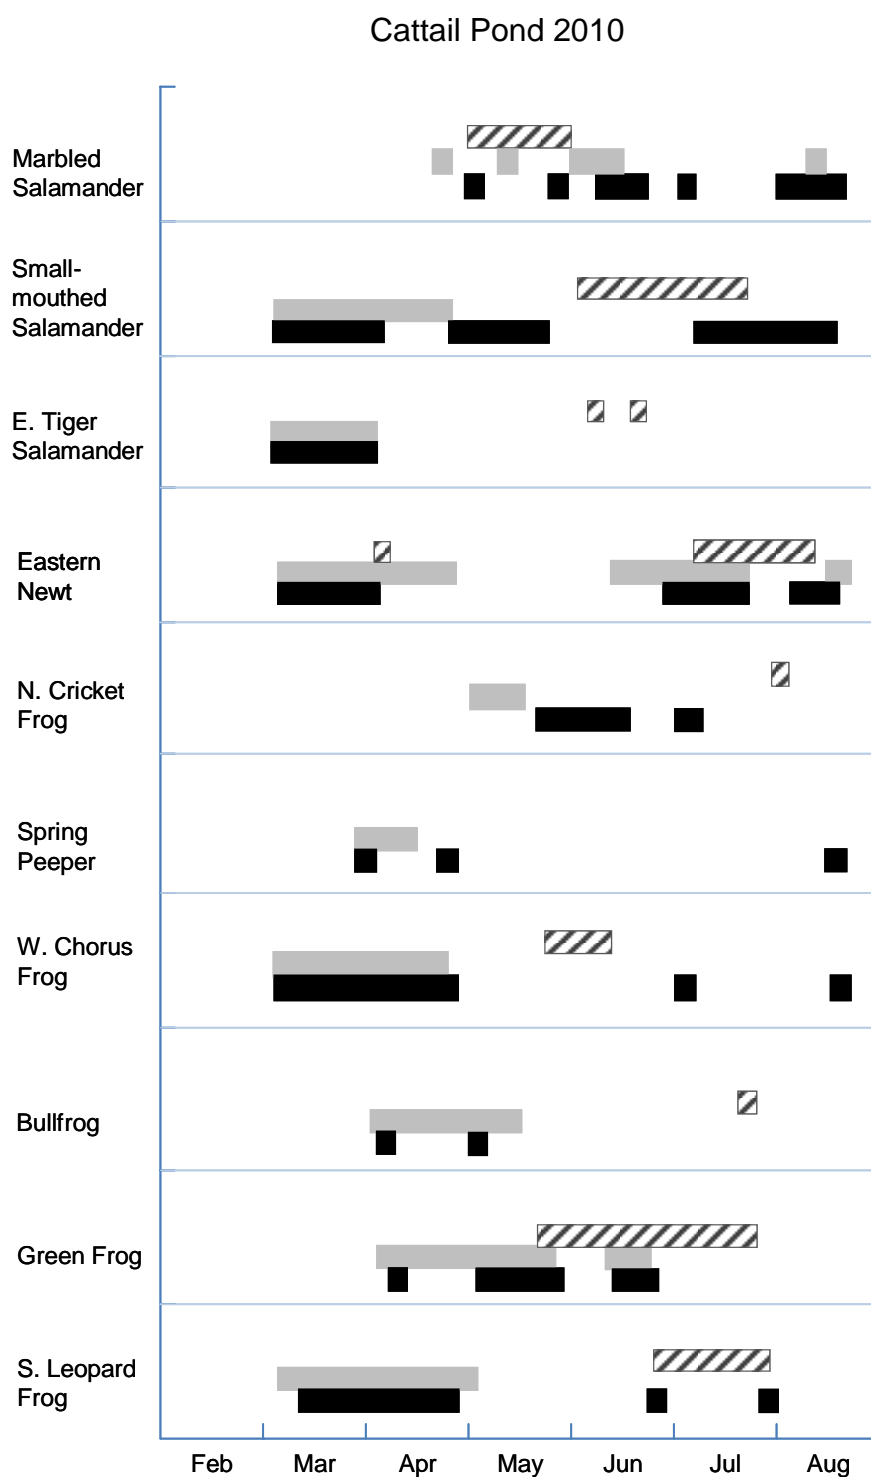 Cattail Pond 2010
Marbled
Salamander
Small-
mouthed
Salamander
E. Tiger
Salamander
Eastern
Newt
N. Cricket
Frog
Spring
Peeper
W. Chorus
Frog
Bullfrog
Green Frog
S. Leopard
Frog
Feb Mar Apr May Jun Jul Aug